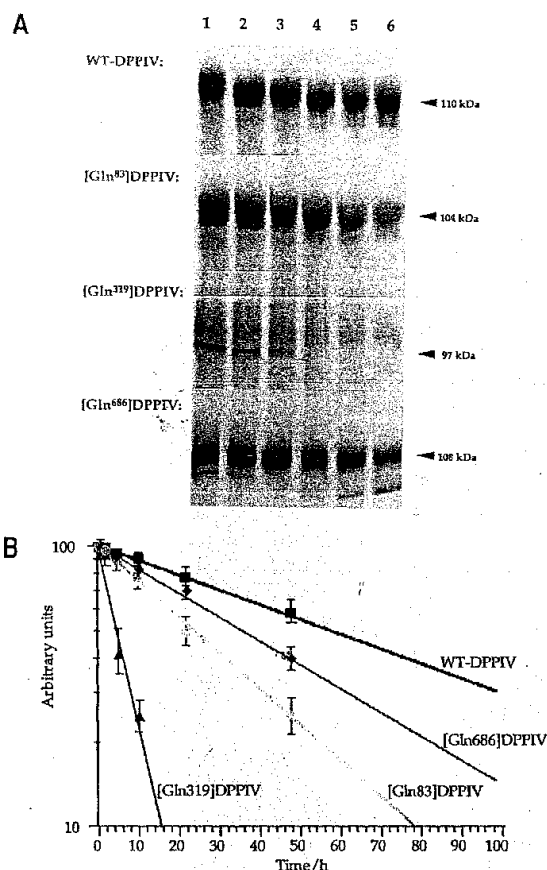 A
1 2 3 4 5 6
WT-DPPIV:
110 kDa
[Gln83]DPPIV:
104 kDa
[Gln319]DPPIV:
97 kDa
[Gln686]DPPIV:
108 kDa
B
100
Arbitrary units
WT-DPPIV
[Gln686]DPPIV
[Gln319]DPPIV
[Gln83]DPPIV
10
0 10 20 30 40 50 60 70 80 90 100
Time/h